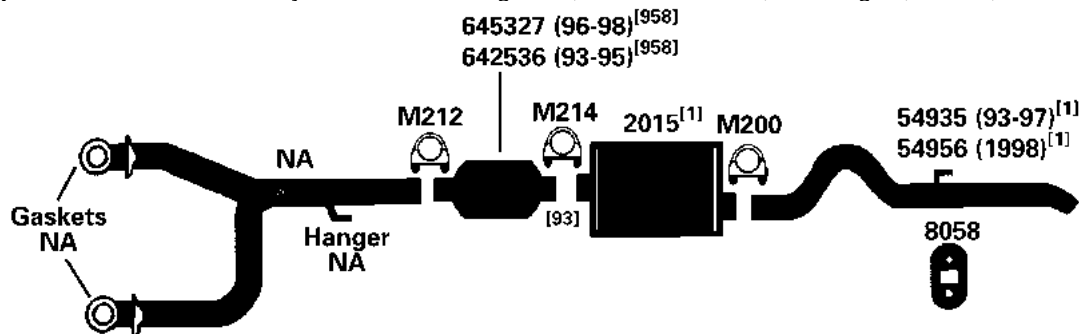 645327 (96-98)[958]
642536 (93-95)[958]
M212
M214
2015[1]
M200
54935 (93-97)[1]
54956 (1998)[1]
NA
Gaskets
NA
Hanger
NA
[93]
8058